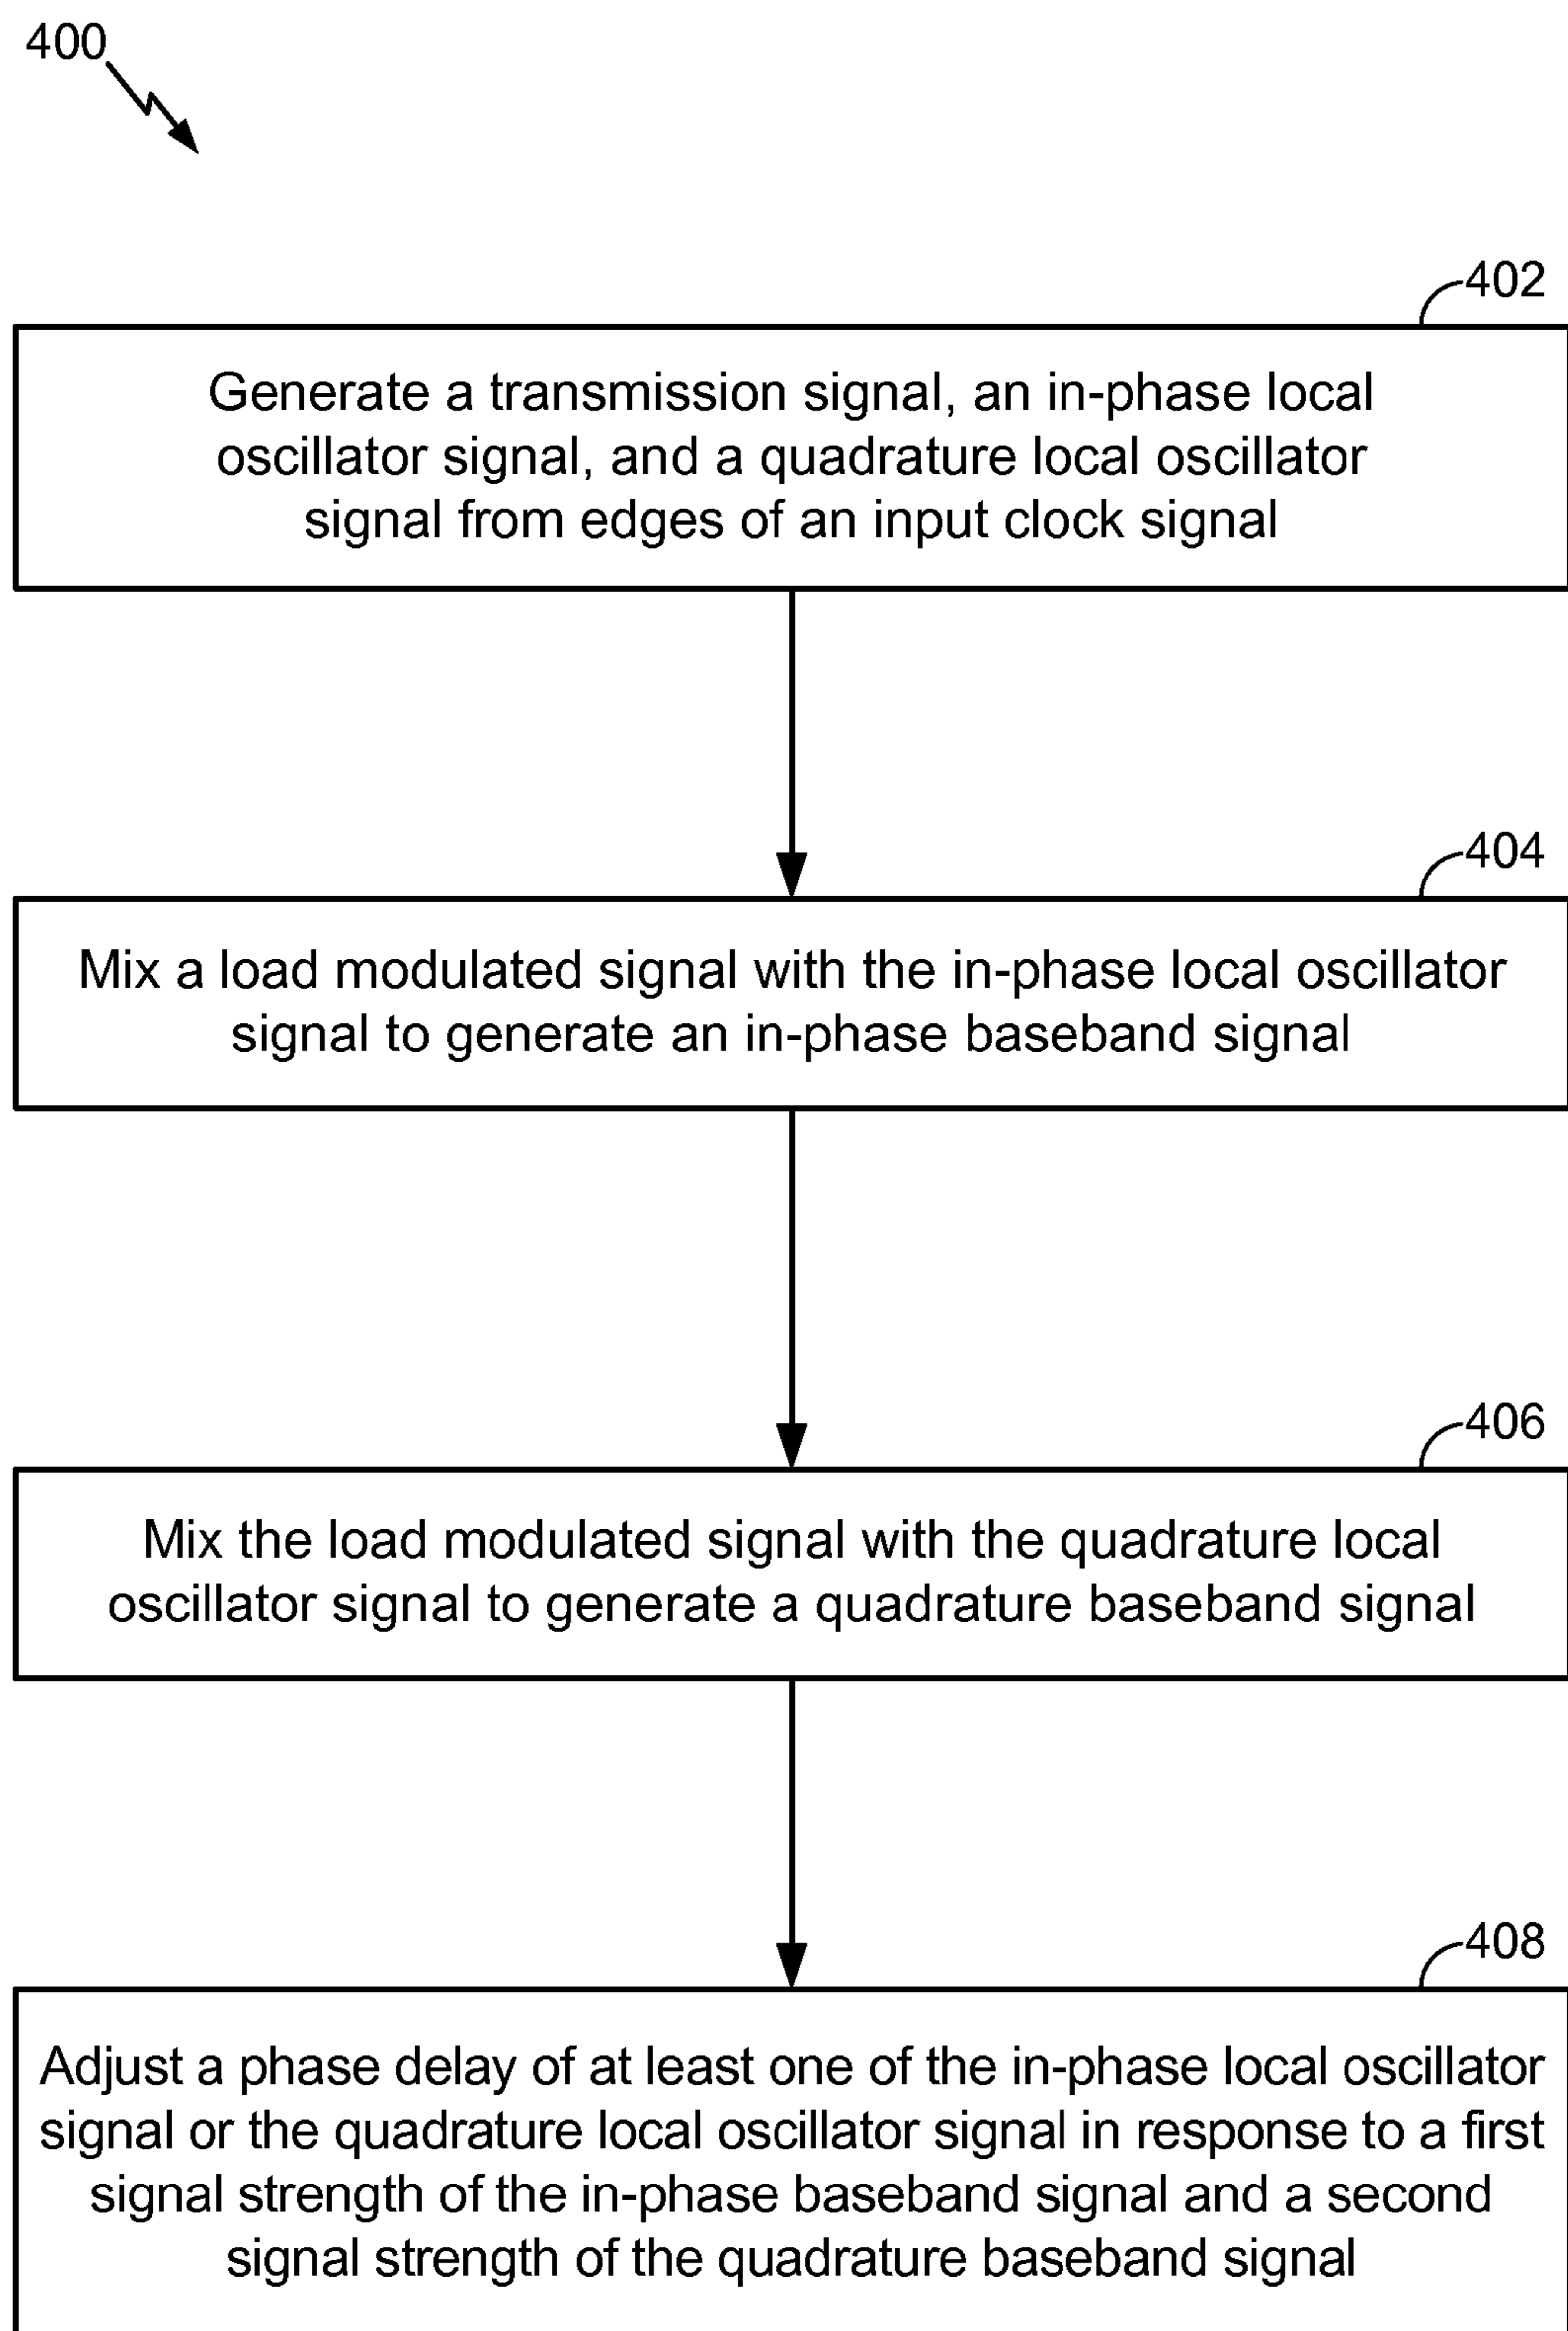 400
402
Generate a transmission signal, an in-phase local
oscillator signal, and a quadrature local oscillator
signal from edges of an input clock signal
404
Mix a load modulated signal with the in-phase local oscillator
signal to generate an in-phase baseband signal
406
Mix the load modulated signal with the quadrature local
oscillator signal to generate a quadrature baseband signal
408
Adjust a phase delay of at least one of the in-phase local oscillator
signal or the quadrature local oscillator signal in response to a first
signal strength of the in-phase baseband signal and a second
signal strength of the quadrature baseband signal